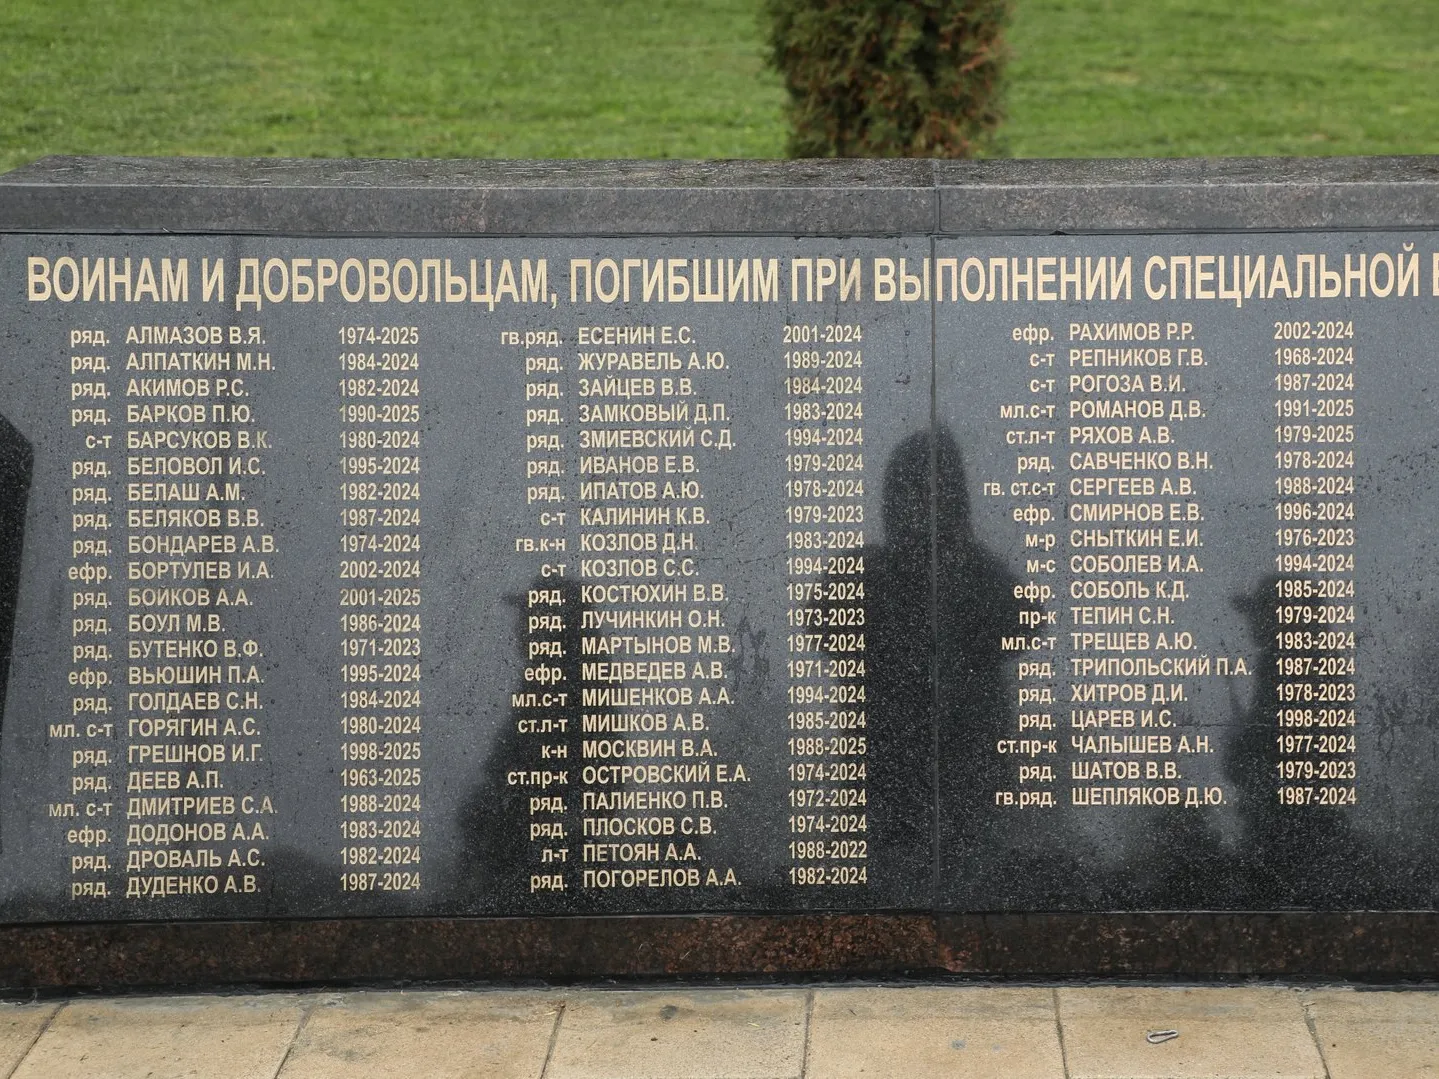 ВОИНАМ И ДОБРОВОЛЬЦАМ, ПОГИБШИМ ПРИ ВЫПОЛНЕНИИ СПЕЦИАЛЬНОЙ
ряд. АЛМАЗОВ В.Я. 1974-2025
ряд. АЛПАТКИН М.Н. 1984-2024
ряд. АКИМОВ Р.С. 1982-2024
ряд. БАРКОВ П.Ю. 1990-2025
с-т БАРСУКОВ В.К. 1980-2024
ряд. БЕЛОВОЛ И.С. 1995-2024
ряд. БЕЛАШ А.М. 1982-2024
ряд. БЕЛЯКОВ В.В. 1987-2024
ряд. БОНДАРЕВ А.В. 1974-2024
ефр. БОРТУЛЕВ И.А. 2002-2024
ряд. БОЙКОВ А.А. 2001-2025
ряд. БОУЛ М.В. 1986-2024
ряд. БУТЕНКО В.Ф. 1971-2023
ефр. ВЬЮШИН П.А. 1995-2024
ряд. ГОЛДАЕВ С.Н. 1984-2024
мл. с-т ГОРЯГИН А.С. 1980-2024
ряд. ГРЕШНОВ И.Г. 1998-2025
ряд. ДЕЕВ А.П. 1963-2025
мл. с-т ДМИТРИЕВ С.А. 1988-2024
ефр. ДОДОНОВ А.А. 1983-2024
ряд. ДРОВАЛЬ А.С. 1982-2024
ряд. ДУДЕНКО А.В. 1987-2024
гв.ряд. ЕСЕНИН Е.С. 2001-2024
ряд. ЖУРАВЕЛЬ А.Ю. 1989-2024
ряд. ЗАЙЦЕВ В.В. 1984-2024
ряд. ЗАМКОВЫЙ Д.П. 1983-2024
ряд. ЗМИЕВСКИЙ С.Д. 1994-2024
ряд. ИВАНОВ Е.В. 1979-2024
ряд. ИПАТОВ А.Ю. 1978-2024
с-т КАЛИНИН К.В. 1979-2023
гв.к-н КОЗЛОВ Д.Н 1983-2024
с-т КОЗЛОВ С.С. 1994-2024
ряд. КОСТЮХИН В.В. 1975-2024
ряд. ЛУЧИНКИН О.Н. 1973-2023
ряд. МАРТЫНОВ М.В. 1977-2024
ефр. МЕДВЕДЕВ А.В. 1971-2024
мл.с-т МИШЕНКОВ А.А. 1994-2024
ст.л-т МИШКОВ А.В. 1985-2024
к-н МОСКВИН В.А. 1988-2025
ст.пр-к ОСТРОВСКИЙ Е.А. 1974-2024
ряд. ПАЛИЕНКО П.В. 1972-2024
ряд. ПЛОСКОВ С.В. 1974-2024
л-т ПЕТОЯН А.А. 1988-2022
ряд. ПОГОРЕЛОВ А.А. 1982-2024
ефр. РАХИМОВ Р.Р. 2002-2024
с-т РЕПНИКОВ Г.В. 1968-2024
с-т РОГОЗА В.И. 1987-2024
мл.с-т РОМАНОВ Д.В. 1991-2025
ст.л-т РЯХОВ А.В. 1979-2025
ряд. САВЧЕНКО В.Н. 1978-2024
гв. ст.с-т СЕРГЕЕВ А.В. 1988-2024
ефр. СМИРНОВ Е.В. 1996-2024
м-р СНЫТКИН Е.И. 1976-2023
м-с СОБОЛЕВ И.А. 1994-2024
ефр. СОБОЛЬ К.Д. 1985-2024
пр-к ТЕПИН С.Н. 1979-2024
мл.с-т ТРЕЩЕВ А.Ю. 1983-2024
ряд. ТРИПОЛЬСКИЙ П.А. 1987-2024
ряд. ХИТРОВ Д.И. 1978-2023
ряд. ЦАРЕВ И.С. 1998-2024
ст.пр-к ЧАЛЫШЕВ А.Н. 1977-2024
ряд. ШАТОВ В.В. 1979-2023
гв.ряд. ШЕПЛЯКОВ Д.Ю. 1987-2024